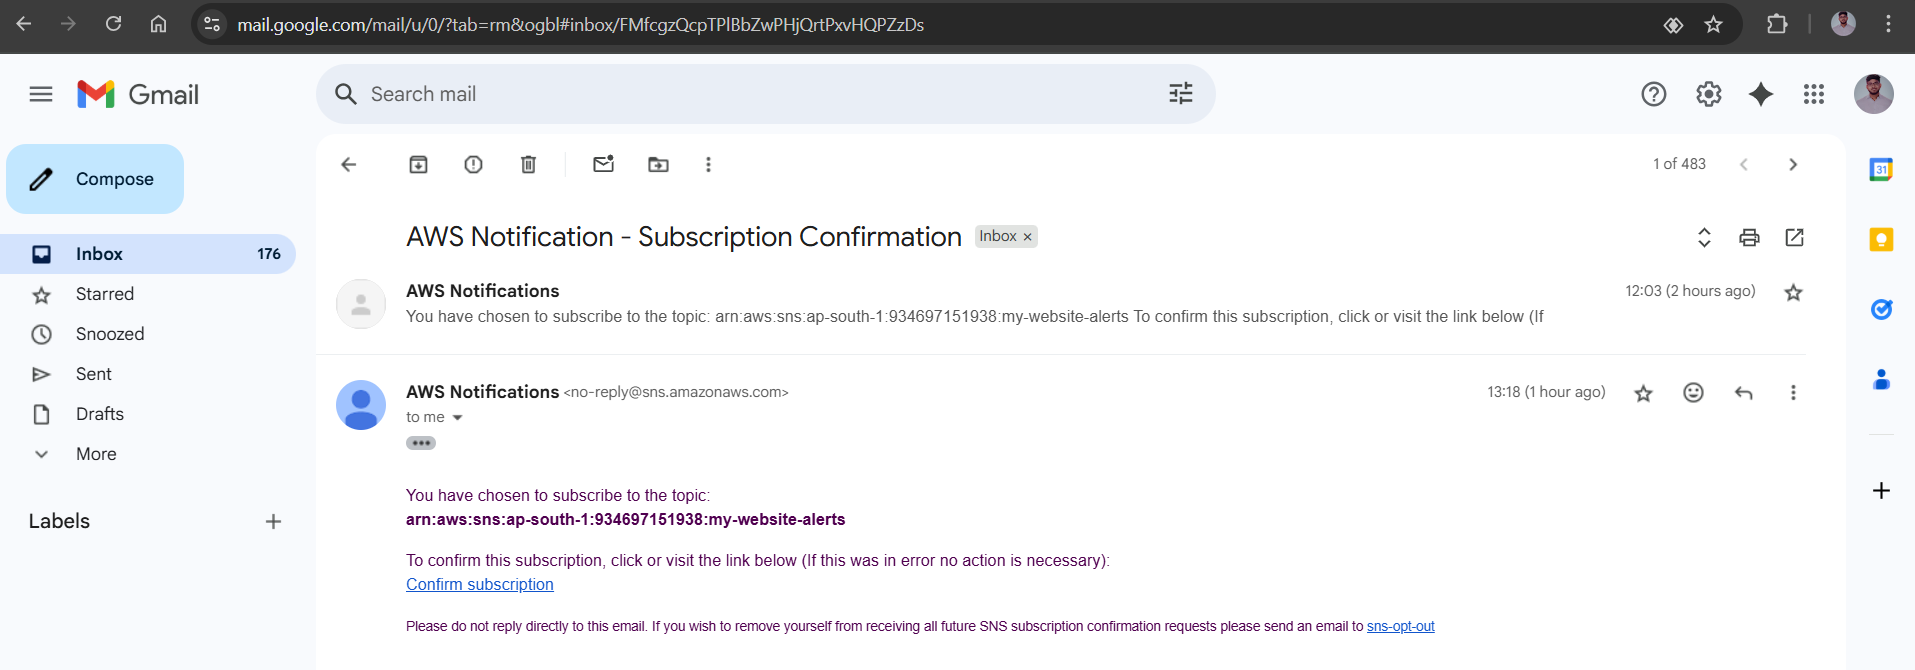 mail.google.com/mail/u/0/?tab=rm&ogbl#inbox/FMfcgzQcpTPlBbZwPHjQrtPxvHQPZzDs
Gmail
Search mail
Compose
1 of 483
31
AWS Notification - Subscription Confirmation Inbox ×
Inbox 176
Starred
Snoozed
Sent
Drafts
More
Labels
AWS Notifications
12:03 (2 hours ago)
You have chosen to subscribe to the topic: arn:aws:sns:ap-south-1:934697151938:my-website-alerts To confirm this subscription, click or visit the link below (If
AWS Notifications <no-reply@sns.amazonaws.com>
13:18 (1 hour ago)
to me
You have chosen to subscribe to the topic:
arn:aws:sns:ap-south-1:934697151938:my-website-alerts
To confirm this subscription, click or visit the link below (If this was in error no action is necessary):
Confirm subscription
Please do not reply directly to this email. If you wish to remove yourself from receiving all future SNS subscription confirmation requests please send an email to sns-opt-out